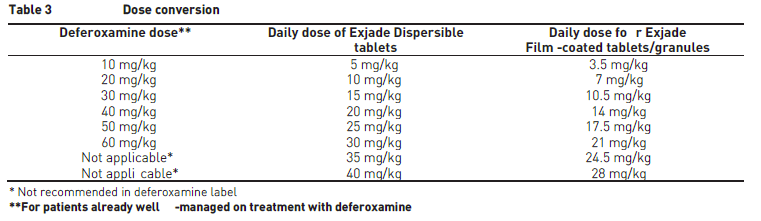 Table 3 Dose conversion
Deferoxamine dose** Daily dose of Exjade Dispersible tablets Daily dose fo r Exjade Film -coated tablets/granules
10 mg/kg 5 mg/kg 3.5 mg/kg
20 mg/kg 10 mg/kg 7 mg/kg
30 mg/kg 15 mg/kg 10.5 mg/kg
40 mg/kg 20 mg/kg 14 mg/kg
50 mg/kg 25 mg/kg 17.5 mg/kg
60 mg/kg 30 mg/kg 21 mg/kg
Not applicable* 35 mg/kg 24.5 mg/kg
Not appli cable* 40 mg/kg 28 mg/kg
* Not recommended in deferoxamine label
**For patients already well -managed on treatment with deferoxamine